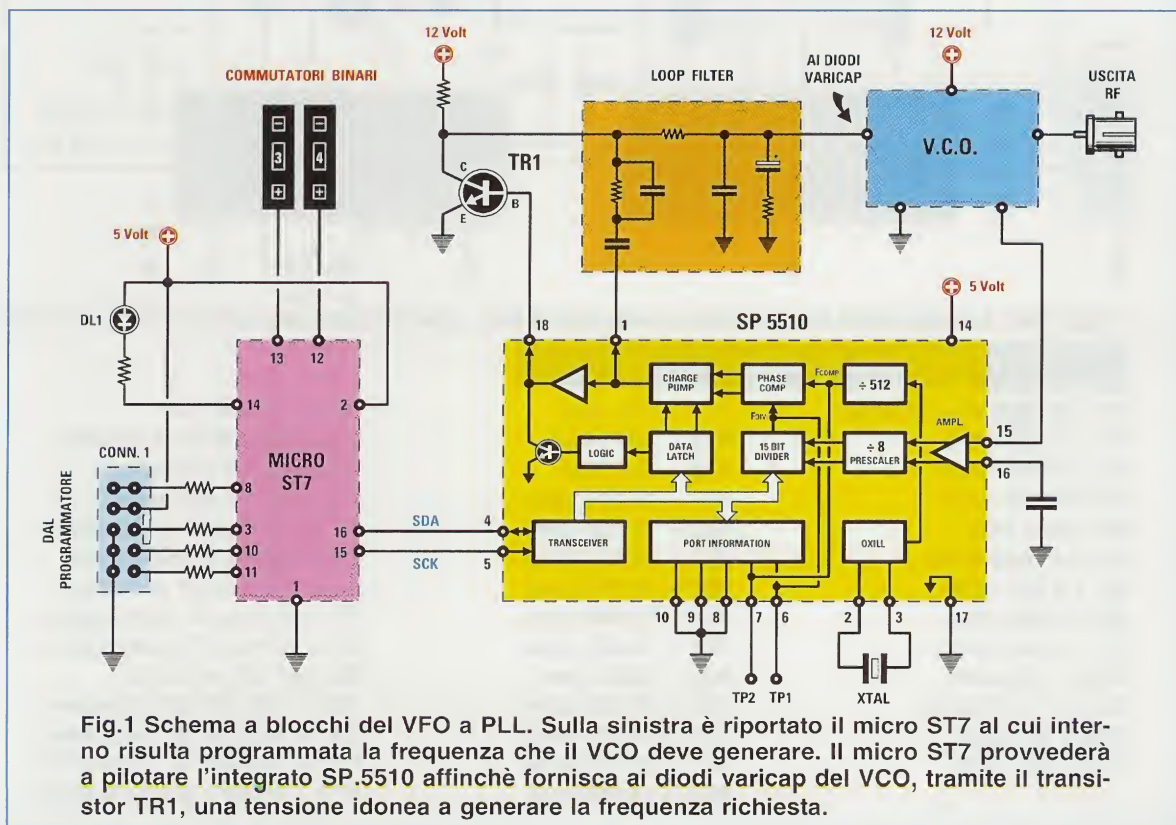 12 Volt
COMMUTATORI BINARI
3
4
5 Volt
DL1
13
12
14
2
CONN. 1
MICRO
ST7
8
3
10
11
16
15
1
DAL
PROGRAMMATORE
SDA
SCK
TR1
C
B
E
LOOP FILTER
AI DIODI
VARICAP
12 Volt
V.C.O.
USCITA
RF
5 Volt
SP 5510
18
1
14
CHARGE
PUMP
PHASE
COMP
FCOMP
÷ 512
FDIV
AMPL.
15
16
LOGIC
DATA
LATCH
15 BIT
DIVIDER
÷ 8
PRESCALER
4
5
TRANSCEIVER
PORT INFORMATION
OXILL
10
9
8
7
6
2
3
17
TP2
TP1
XTAL
Fig.1 Schema a blocchi del VFO a PLL. Sulla sinistra è riportato il micro ST7 al cui inter-
no risulta programmata la frequenza che il VCO deve generare. Il micro ST7 provvederà
a pilotare l'integrato SP.5510 affinchè fornisca ai diodi varicap del VCO, tramite il transi-
stor TR1, una tensione idonea a generare la frequenza richiesta.